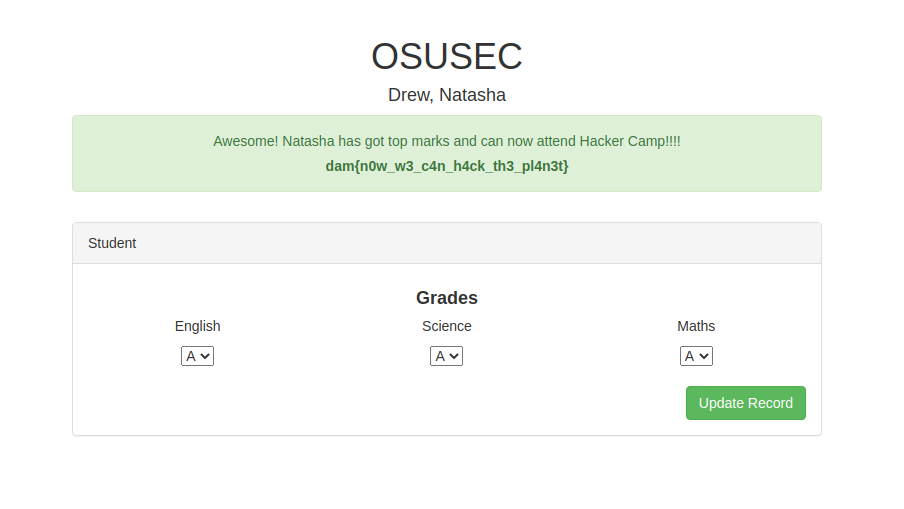 OSUSEC
Drew, Natasha
Awesome! Natasha has got top marks and can now attend Hacker Camp!!!!
dam{n0w_w3_c4n_h4ck_th3_pl4n3t}
Student
Grades
English Science Maths
A A A
Update Record